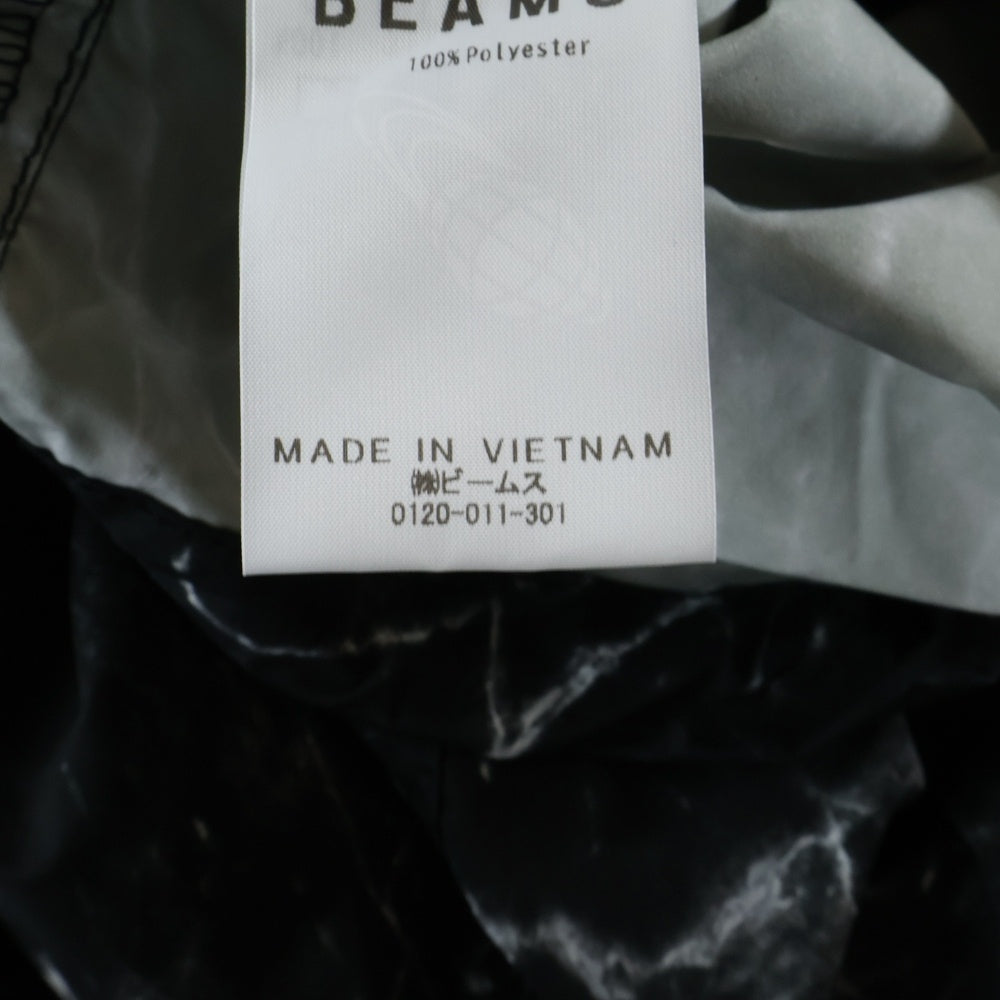 BEAMS
100% Polyester
MADE IN VIETNAM
㈱ビームス
0120-011-301